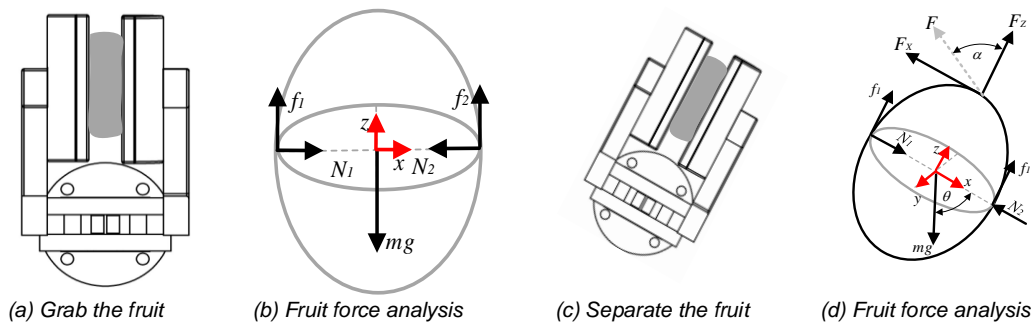 f1
f2
z
x
N1
N2
mg
F
Fz
Fx
α
f1
N1
z
f1
x
y
θ
N2
mg
(a) Grab the fruit
(b) Fruit force analysis
(c) Separate the fruit
(d) Fruit force analysis